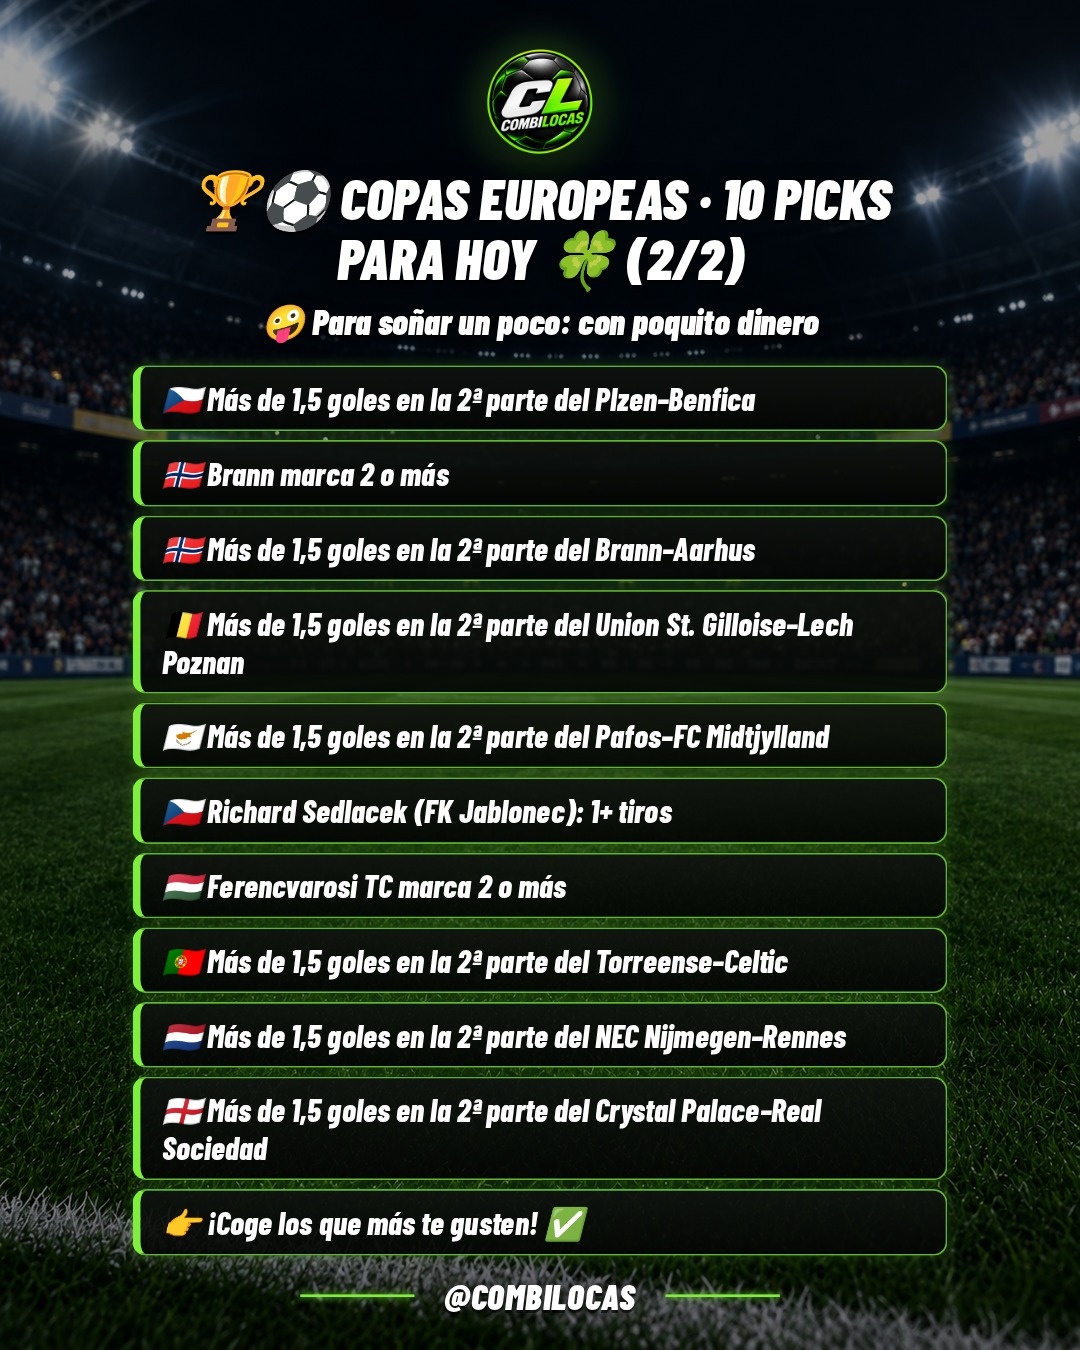 CL
COMBILOCAS
🏆⚽ COPAS EUROPEAS · 10 PICKS
PARA HOY 🍀 (2/2)
🤪 Para soñar un poco: con poquito dinero
🇨🇿Más de 1,5 goles en la 2ª parte del Plzen-Benfica
🇳🇴Brann marca 2 o más
🇳🇴Más de 1,5 goles en la 2ª parte del Brann-Aarhus
🇧🇪Más de 1,5 goles en la 2ª parte del Union St. Gilloise-Lech
Poznan
🇨🇾Más de 1,5 goles en la 2ª parte del Pafos-FC Midtjylland
🇨🇿Richard Sedlacek (FK Jablonec): 1+ tiros
🇭🇺Ferencvarosi TC marca 2 o más
🇵🇹Más de 1,5 goles en la 2ª parte del Torreense-Celtic
🇳🇱Más de 1,5 goles en la 2ª parte del NEC Nijmegen-Rennes
🏴󠁧󠁢󠁥󠁮󠁧󠁿Más de 1,5 goles en la 2ª parte del Crystal Palace-Real
Sociedad
👉 ¡Coge los que más te gusten! ✅
@COMBILOCAS